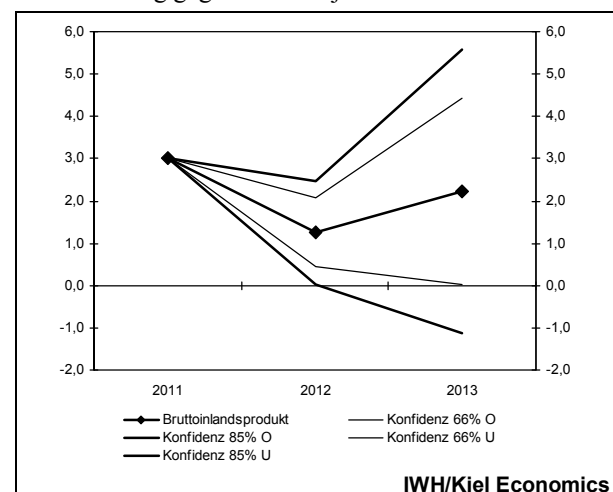 6,0 6,0
5,0 5,0
4,0 4,0
3,0 3,0
2,0 2,0
1,0 1,0
0,0 0,0
-1,0 -1,0
-2,0 -2,0
2011 2012 2013
Bruttoinlandsprodukt Konfidenz 66% O
Konfidenz 85% O Konfidenz 66% U
Konfidenz 85% U
IWH/Kiel Economics